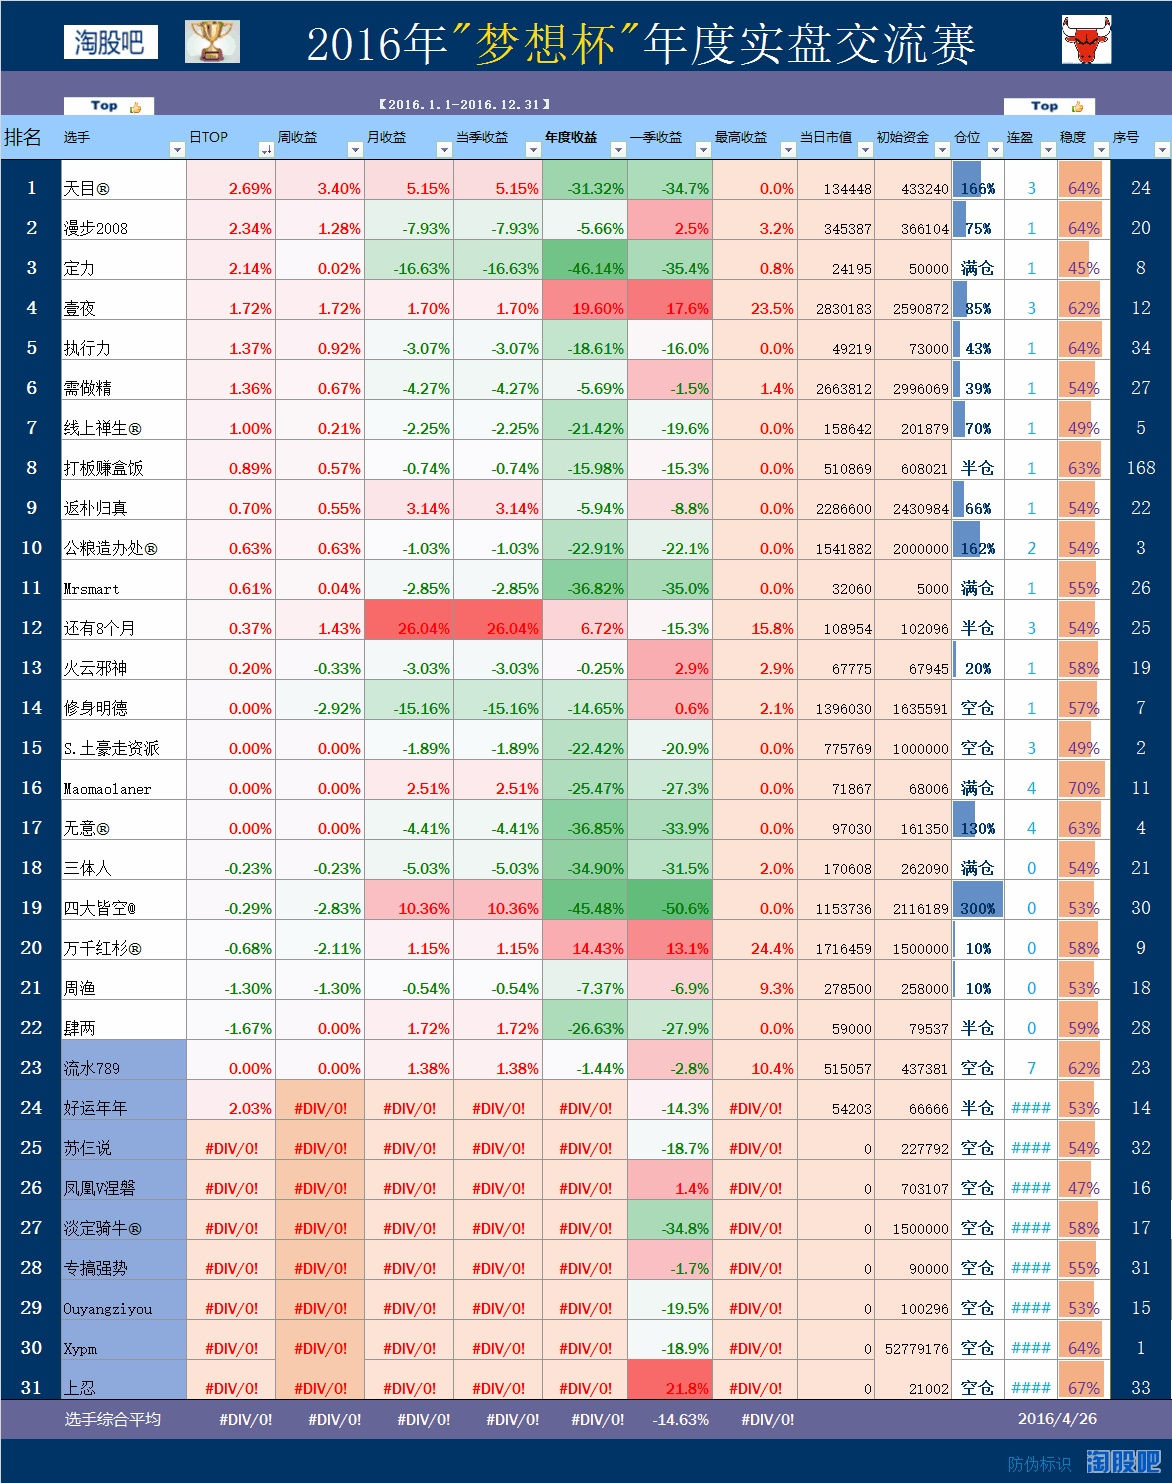 淘股吧 2016年"梦想杯"年度实盘交流赛
Top 【2016.1.1-2016.12.31】 Top
排名 选手 日TOP 周收益 月收益 当季收益 年度收益 一季收益 最高收益 当日市值 初始资金 仓位 连盈 稳度 序号
1 天目® 2.69% 3.40% 5.15% 5.15% -31.32% -34.7% 0.0% 134448 433240 166% 3 64% 24
2 漫步2008 2.34% 1.28% -7.93% -7.93% -5.66% 2.5% 3.2% 345387 366104 75% 1 64% 20
3 定力 2.14% 0.02% -16.63% -16.63% -46.14% -35.4% 0.8% 24195 50000 满仓 1 45% 8
4 壹夜 1.72% 1.72% 1.70% 1.70% 19.60% 17.6% 23.5% 2830183 2590872 85% 3 62% 12
5 执行力 1.37% 0.92% -3.07% -3.07% -18.61% -16.0% 0.0% 49219 73000 43% 1 64% 34
6 需做精 1.36% 0.67% -4.27% -4.27% -5.69% -1.5% 1.4% 2663812 2996069 39% 1 54% 27
7 线上禅生® 1.00% 0.21% -2.25% -2.25% -21.42% -19.6% 0.0% 158642 201879 70% 1 49% 5
8 打板赚盒饭 0.89% 0.57% -0.74% -0.74% -15.98% -15.3% 0.0% 510869 608021 半仓 1 63% 168
9 返朴归真 0.70% 0.55% 3.14% 3.14% -5.94% -8.8% 0.0% 2286600 2430984 66% 1 54% 22
10 公粮造办处® 0.63% 0.63% -1.03% -1.03% -22.91% -22.1% 0.0% 1541882 2000000 162% 2 54% 3
11 Mrsmart 0.61% 0.04% -2.85% -2.85% -36.82% -35.0% 0.0% 32060 5000 满仓 1 55% 26
12 还有8个月 0.37% 1.43% 26.04% 26.04% 6.72% -15.3% 15.8% 108954 102096 半仓 3 54% 25
13 火云邪神 0.20% -0.33% -3.03% -3.03% -0.25% 2.9% 2.9% 67775 67945 20% 1 58% 19
14 修身明德 0.00% -2.92% -15.16% -15.16% -14.65% 0.6% 2.1% 1396030 1635591 空仓 1 57% 7
15 S.土豪走资派 0.00% 0.00% -1.89% -1.89% -22.42% -20.9% 0.0% 775769 1000000 空仓 3 49% 2
16 Maomaolaner 0.00% 0.00% 2.51% 2.51% -25.47% -27.3% 0.0% 71867 68006 满仓 4 70% 11
17 无意® 0.00% 0.00% -4.41% -4.41% -36.85% -33.9% 0.0% 97030 161350 130% 4 63% 4
18 三体人 -0.23% -0.23% -5.03% -5.03% -34.90% -31.5% 2.0% 170608 262090 满仓 0 54% 21
19 四大皆空@ -0.29% -2.83% 10.36% 10.36% -45.48% -50.6% 0.0% 1153736 2116189 300% 0 53% 30
20 万千红杉® -0.68% -2.11% 1.15% 1.15% 14.43% 13.1% 24.4% 1716459 1500000 10% 0 58% 9
21 周渔 -1.30% -1.30% -0.54% -0.54% -7.37% -6.9% 9.3% 278500 258000 10% 0 53% 18
22 肆两 -1.67% 0.00% 1.72% 1.72% -26.63% -27.9% 0.0% 59000 79537 半仓 0 59% 28
23 流水789 0.00% 0.00% 1.38% 1.38% -1.44% -2.8% 10.4% 515057 437381 空仓 7 62% 23
24 好运年年 2.03% #DIV/0! #DIV/0! #DIV/0! #DIV/0! -14.3% #DIV/0! 54203 66666 半仓 #### 53% 14
25 苏仨说 #DIV/0! #DIV/0! #DIV/0! #DIV/0! #DIV/0! -18.7% #DIV/0! 0 227792 空仓 #### 54% 32
26 凤凰V涅磐 #DIV/0! #DIV/0! #DIV/0! #DIV/0! #DIV/0! 1.4% #DIV/0! 0 703107 空仓 #### 47% 16
27 淡定骑牛® #DIV/0! #DIV/0! #DIV/0! #DIV/0! #DIV/0! -34.8% #DIV/0! 0 1500000 空仓 #### 58% 17
28 专搞强势 #DIV/0! #DIV/0! #DIV/0! #DIV/0! #DIV/0! -1.7% #DIV/0! 0 90000 空仓 #### 55% 31
29 Ouyangziyou #DIV/0! #DIV/0! #DIV/0! #DIV/0! #DIV/0! -19.5% #DIV/0! 0 100296 空仓 #### 53% 15
30 Xypm #DIV/0! #DIV/0! #DIV/0! #DIV/0! #DIV/0! -18.9% #DIV/0! 0 52779176 空仓 #### 64% 1
31 上忍 #DIV/0! #DIV/0! #DIV/0! #DIV/0! #DIV/0! 21.8% #DIV/0! 0 21002 空仓 #### 67% 33
选手综合平均 #DIV/0! #DIV/0! #DIV/0! #DIV/0! #DIV/0! -14.63% #DIV/0! 2016/4/26
防伪标识 淘股吧